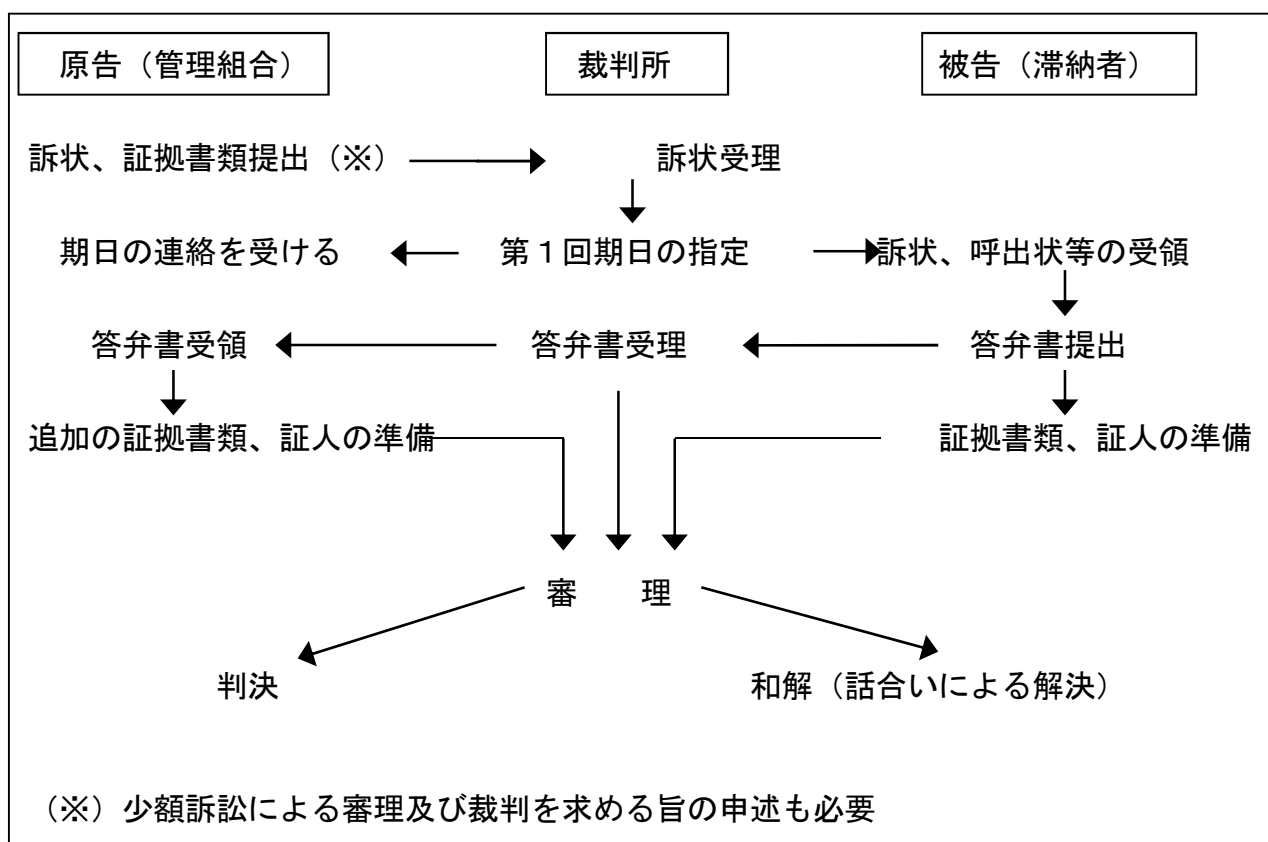 原告（管理組合） 裁判所 被告（滞納者）
訴状、証拠書類提出（※） 訴状受理
期日の連絡を受ける 第１回期日の指定 訴状、呼出状等の受領
答弁書受領 答弁書受理 答弁書提出
追加の証拠書類、証人の準備 証拠書類、証人の準備
審　理
判決 和解（話合いによる解決）
（※）少額訴訟による審理及び裁判を求める旨の申述も必要